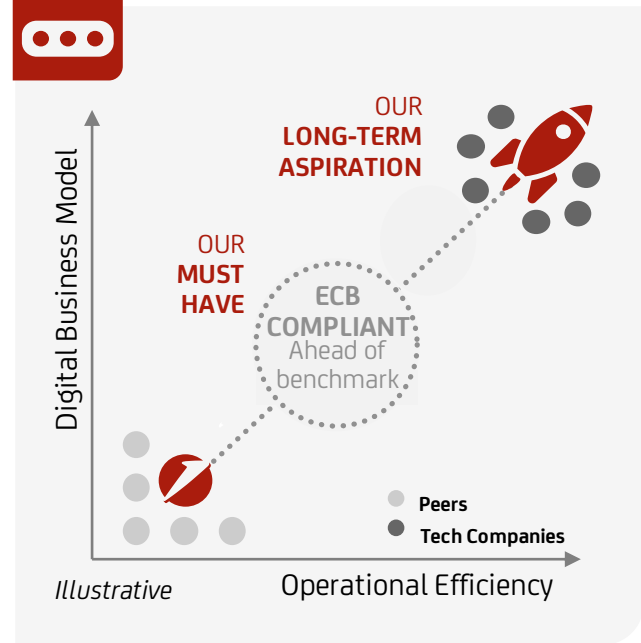 OUR
LONG-TERM
ASPIRATION
OUR
MUST
HAVE
ECB
COMPLIANT
Ahead of
benchmark
Digital Business Model
Peers
Tech Companies
Illustrative
Operational Efficiency